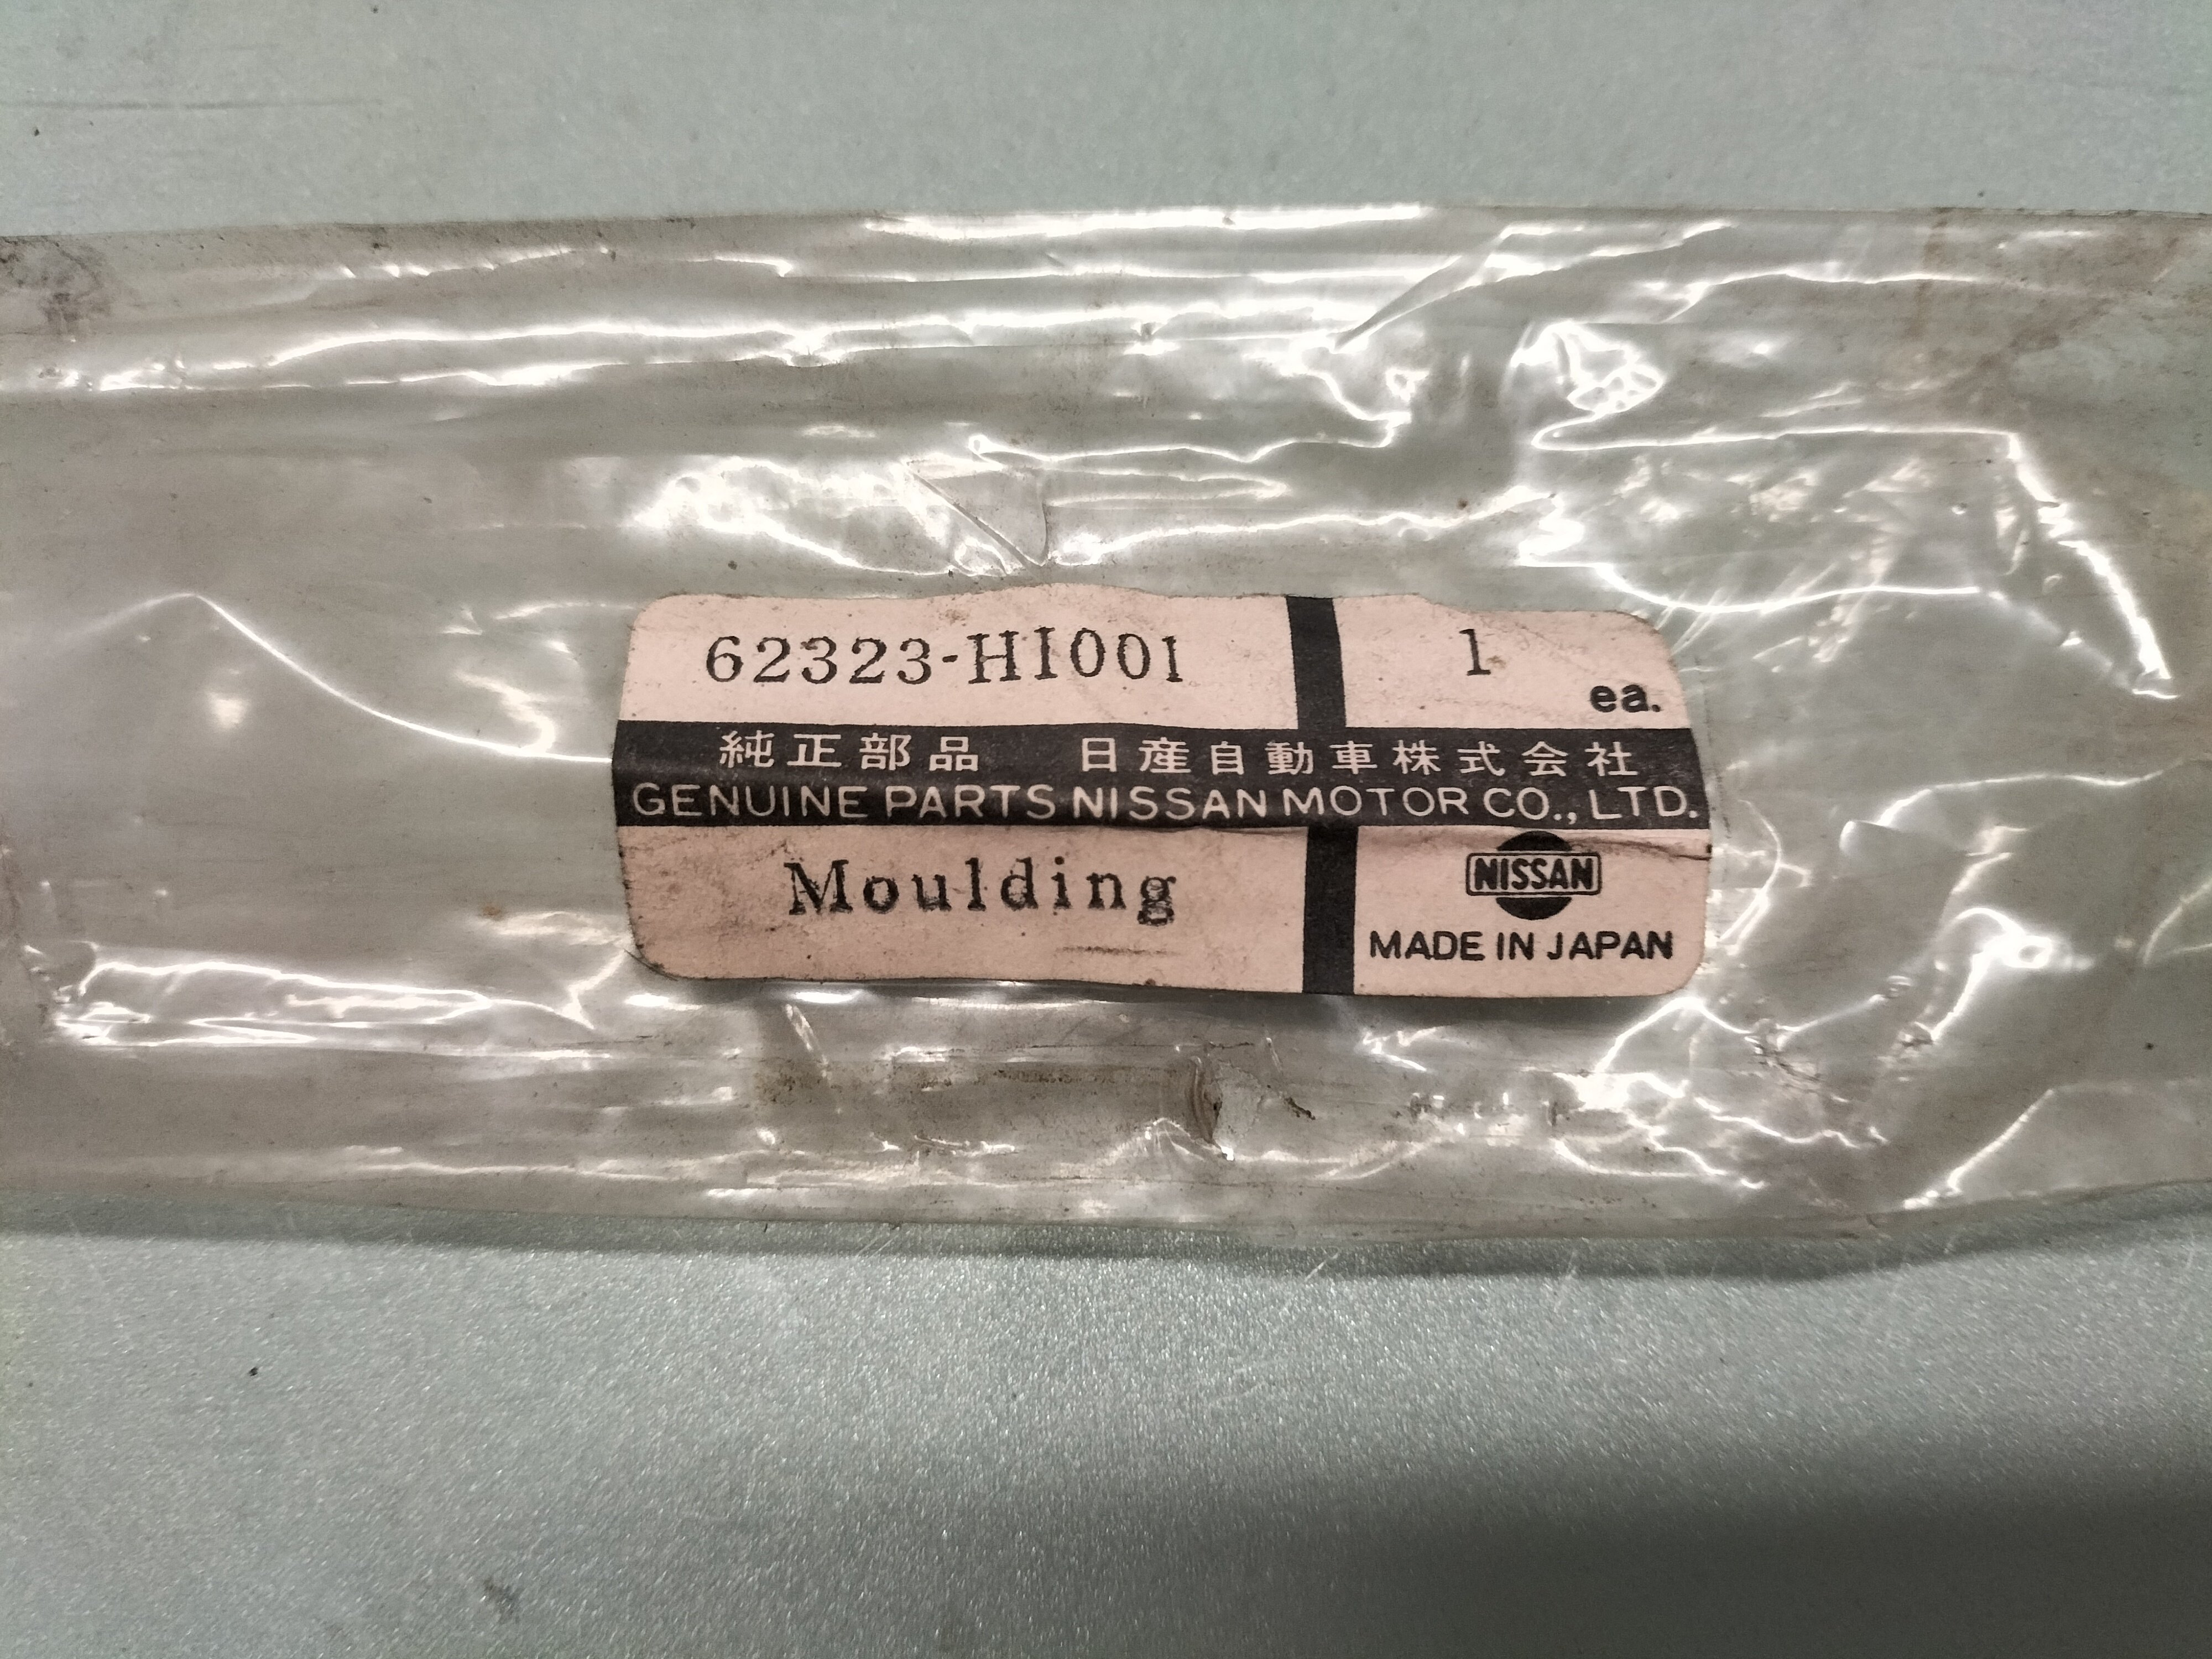 62323-H1001
1
ea.
純正部品 日産自動車株式会社
GENUINE PARTS NISSAN MOTOR CO., LTD.
Moulding
NISSAN
MADE IN JAPAN